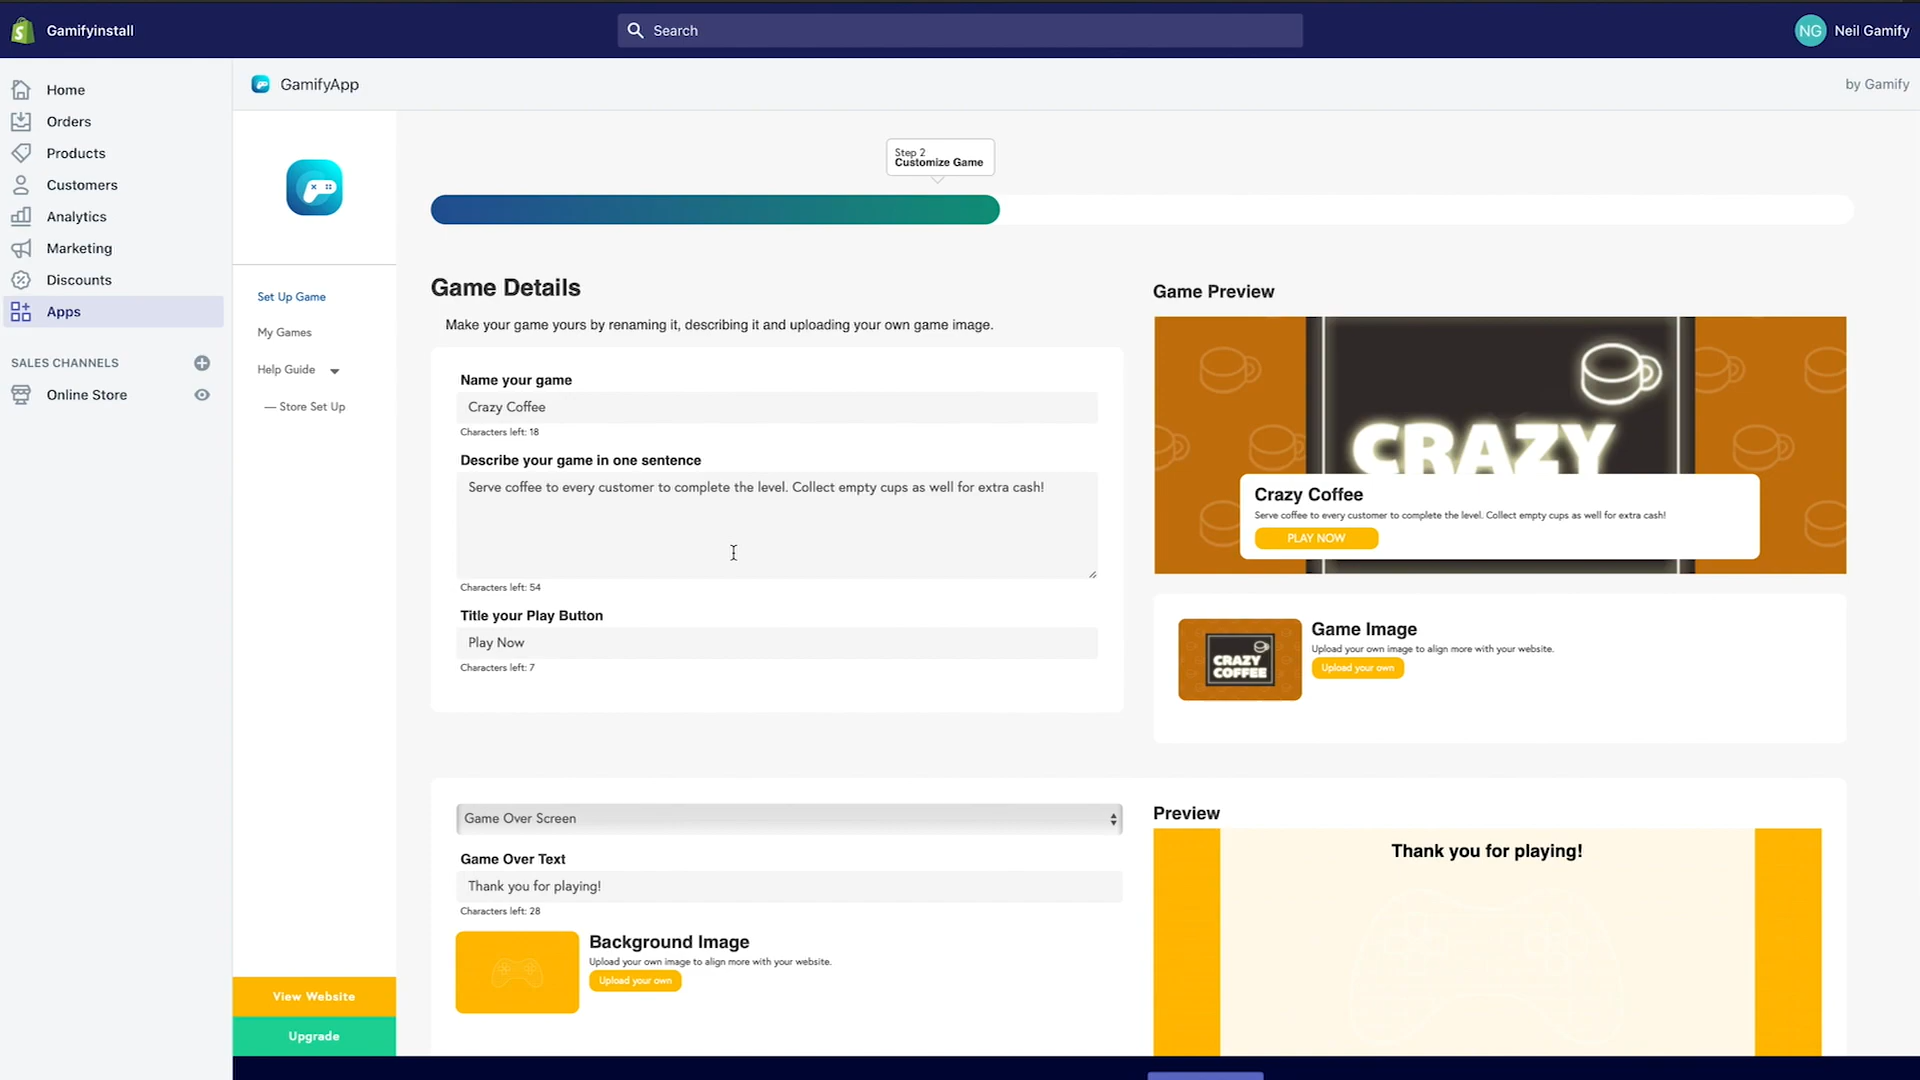 Gamifyinstall
Search
NG Neil Gamify
Home
Orders
Products
Customers
Analytics
Marketing
Discounts
Apps
SALES CHANNELS
Online Store
GamifyApp
by Gamify
Set Up Game
My Games
Help Guide
— Store Set Up
View Website
Upgrade
Step 2
Customize Game
Game Details
Make your game yours by renaming it, describing it and uploading your own game image.
Name your game
Crazy Coffee
Characters left: 18
Describe your game in one sentence
Serve coffee to every customer to complete the level. Collect empty cups as well for extra cash!
Characters left: 54
Title your Play Button
Play Now
Characters left: 7
Game Preview
CRAZY
Crazy Coffee
Serve coffee to every customer to complete the level. Collect empty cups as well for extra cash!
PLAY NOW
CRAZY
COFFEE
Game Image
Upload your own image to align more with your website.
Upload your own
Game Over Screen
Game Over Text
Thank you for playing!
Characters left: 28
Background Image
Upload your own image to align more with your website.
Upload your own
Preview
Thank you for playing!